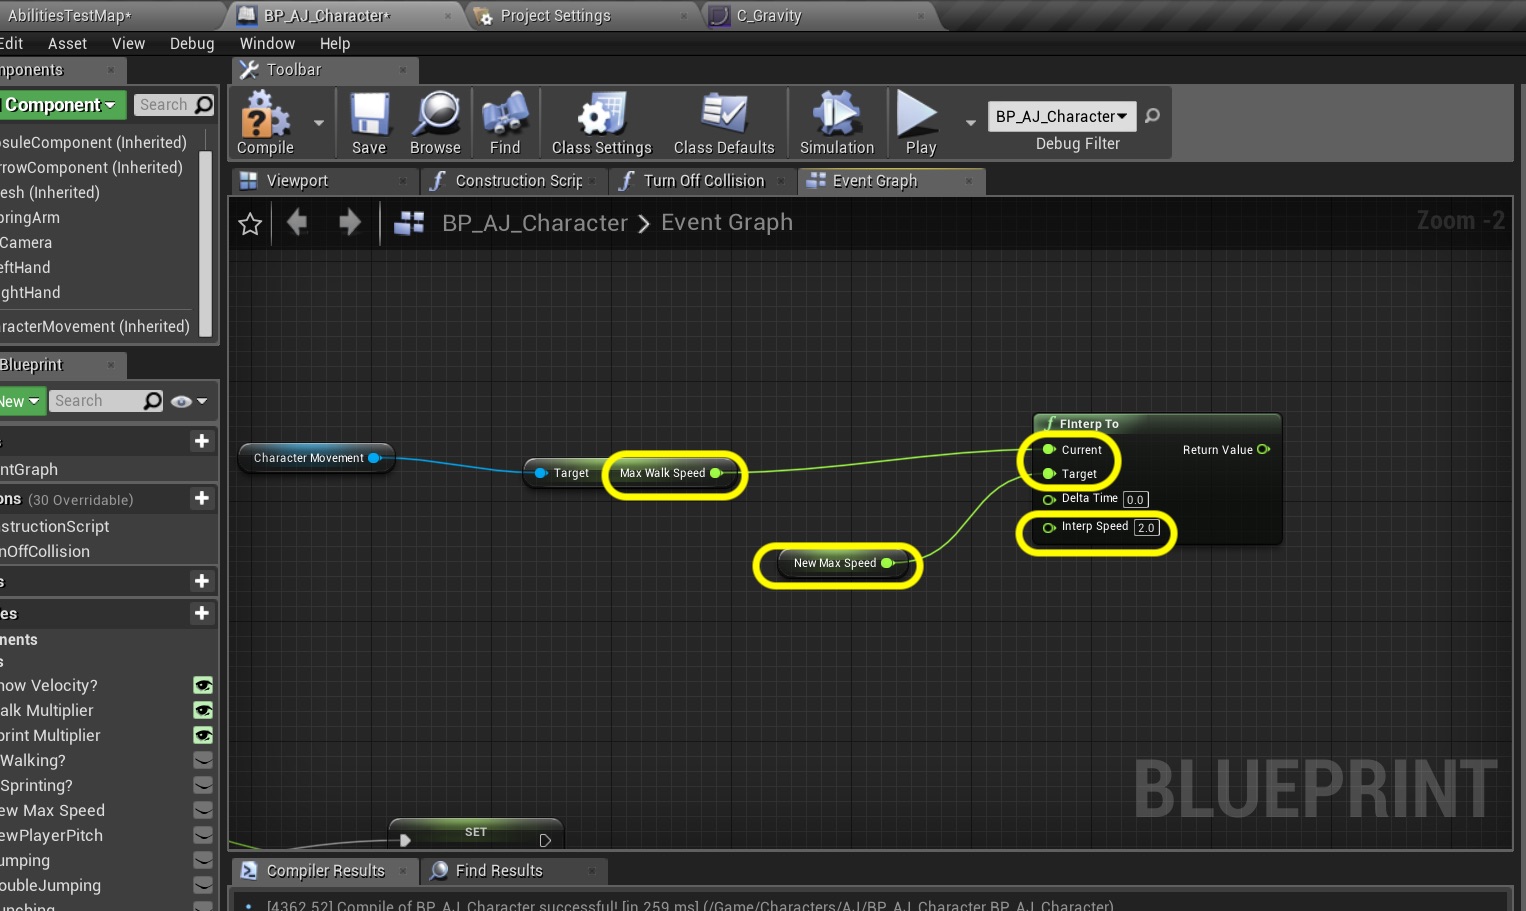 AbilitiesTestMap*
BP_AJ_Character*
Project Settings
C_Gravity
Edit Asset View Debug Window Help
mponents
Toolbar
Component
Search
Compile
Save
Browse
Find
Class Settings
Class Defaults
Simulation
Play
BP_AJ_Character
Debug Filter
psuleComponent (Inherited)
rrowComponent (Inherited)
esh (Inherited)
pringArm
Camera
eftHand
ghtHand
aracterMovement (Inherited)
Viewport
Construction Scrip
Turn Off Collision
Event Graph
BP_AJ_Character > Event Graph
Zoom -2
Blueprint
New
Search
s
ntGraph
ons (30 Overridable)
nstructionScript
nOffCollision
s
es
nents
s
how Velocity?
alk Multiplier
print Multiplier
Walking?
Sprinting?
ew Max Speed
ewPlayerPitch
umping
oubleJumping
Character Movement
Target
Max Walk Speed
New Max Speed
FInterp To
Current
Return Value
Target
Delta Time 0.0
Interp Speed 2.0
SET
BLUEPRINT
Compiler Results
Find Results
[4362.52] Compile of BP_AJ_Character successful! [in 259 ms] (/Game/Characters/AJ/BP_AJ_Character.BP_AJ_Character)